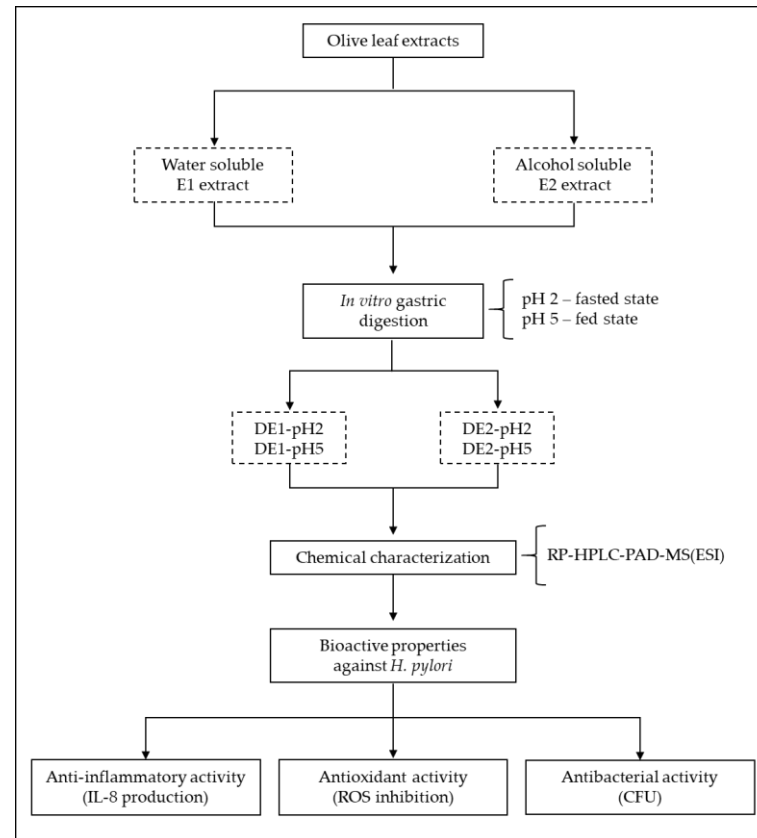 Olive leaf extracts
Water soluble
E1 extract
Alcohol soluble
E2 extract
In vitro gastric
digestion
pH 2 – fasted state
pH 5 – fed state
DE1-pH2
DE1-pH5
DE2-pH2
DE2-pH5
Chemical characterization
RP-HPLC-PAD-MS(ESI)
Bioactive properties
against H. pylori
Anti-inflammatory activity
(IL-8 production)
Antioxidant activity
(ROS inhibition)
Antibacterial activity
(CFU)